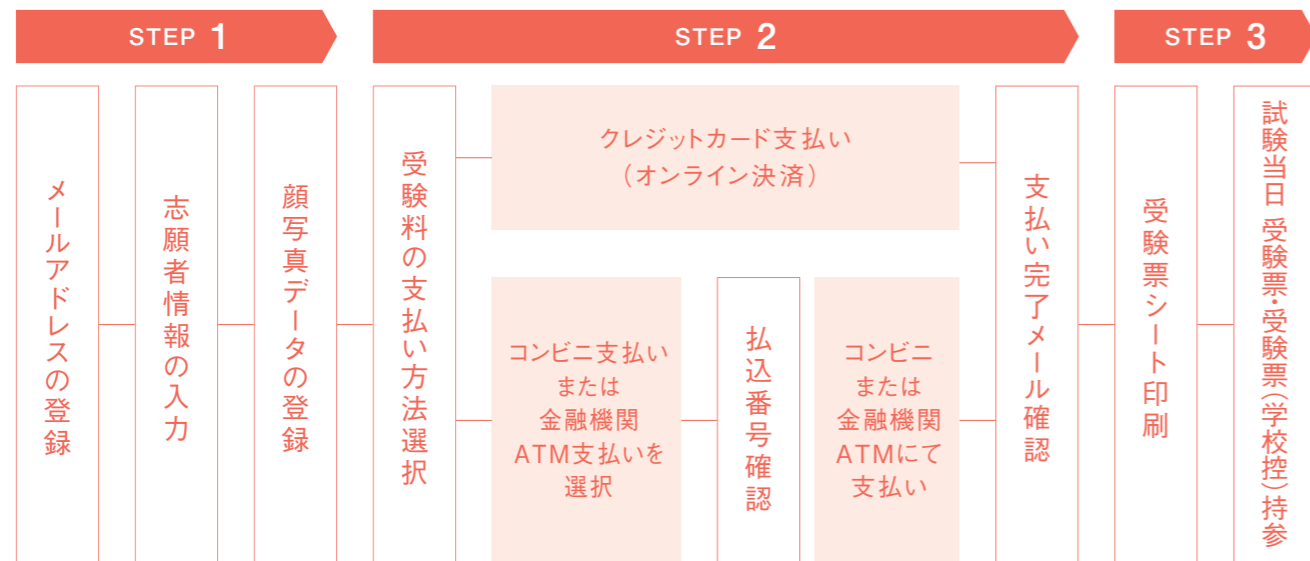 STEP 1
STEP 2
STEP 3
メールアドレスの登録
志願者情報の入力
顔写真データの登録
受験料の支払い方法選択
クレジットカード支払い
（オンライン決済）
コンビニ支払い
または
金融機関
ATM支払いを
選択
払込番号確認
コンビニ
または
金融機関
ATMにて
支払い
支払い完了メール確認
受験票シート印刷
試験当日 受験票・受験票（学校控）持参